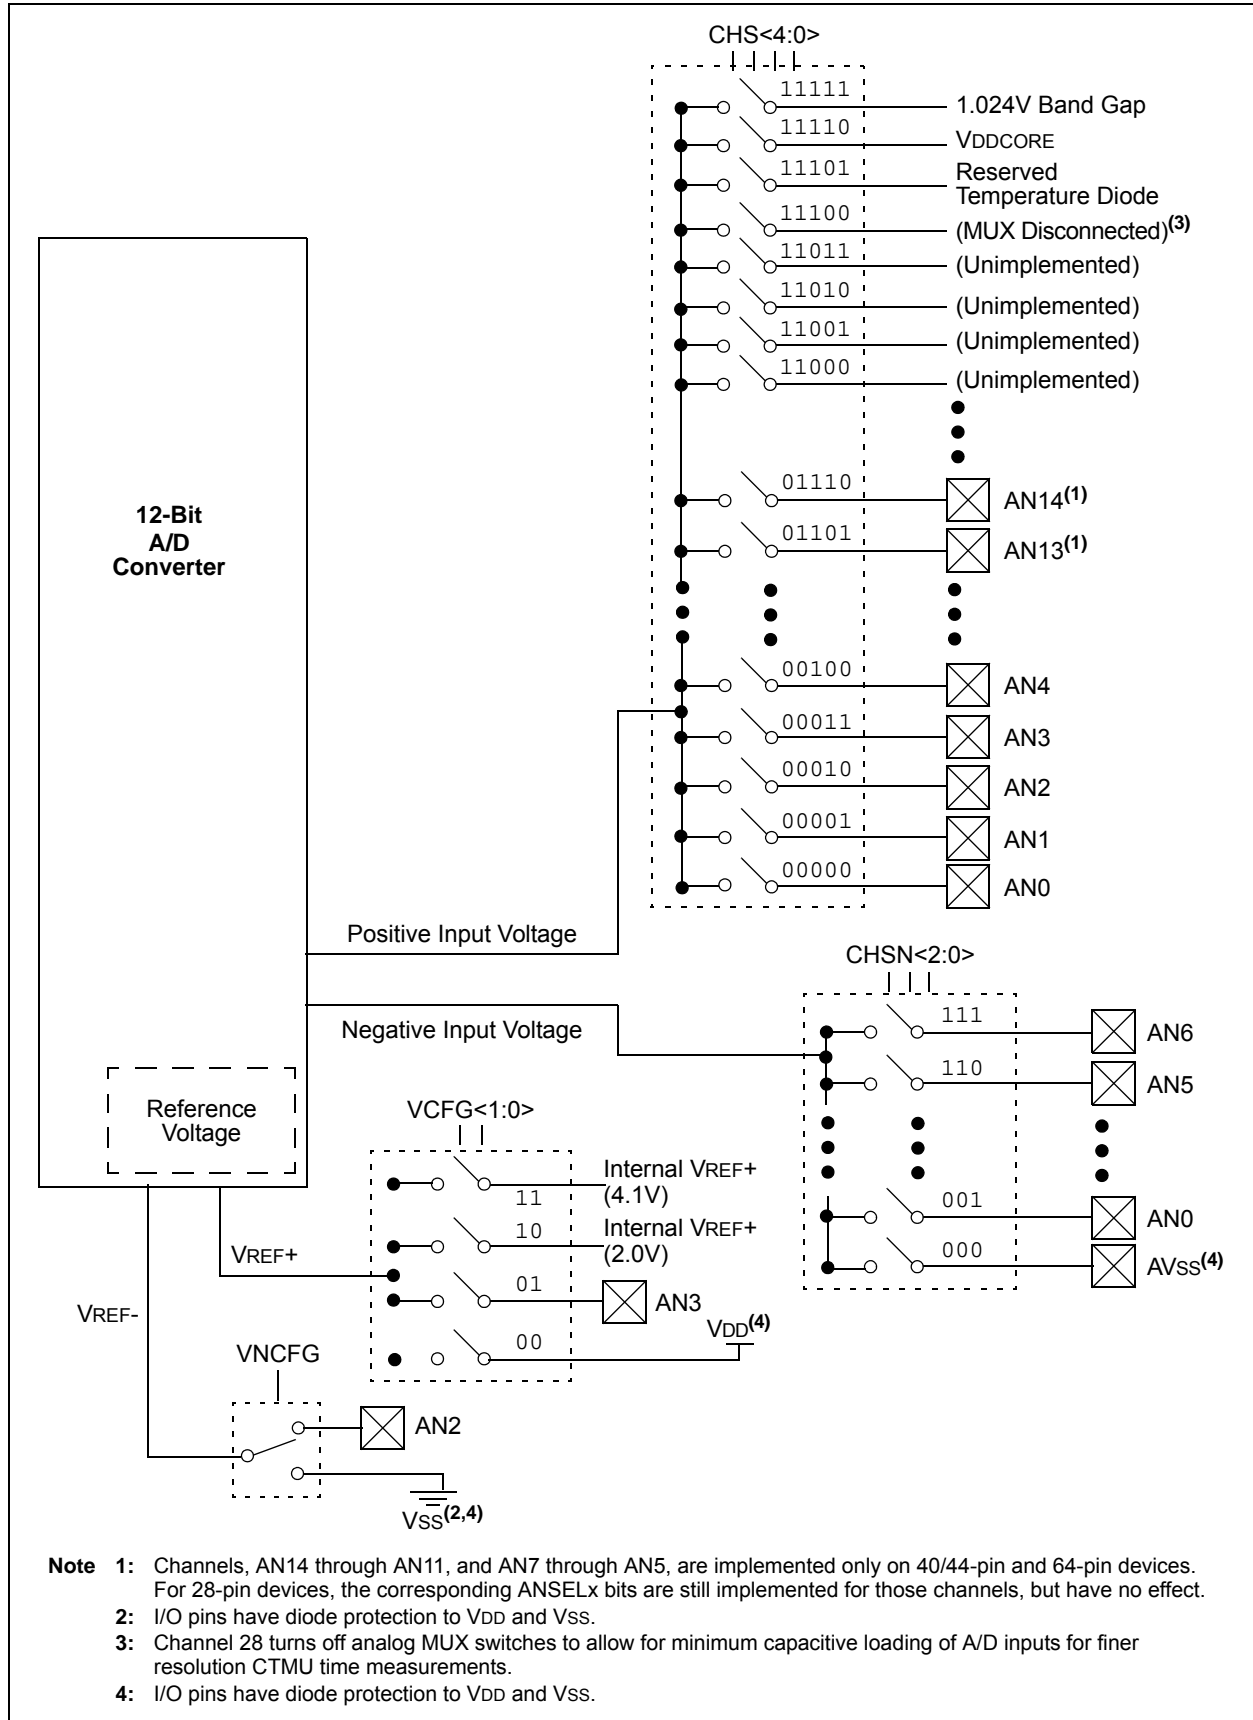 CHS<4:0>
11111
1.024V Band Gap
11110
VDDCORE
11101
Reserved
Temperature Diode
11100
(MUX Disconnected)(3)
11011
(Unimplemented)
11010
(Unimplemented)
11001
(Unimplemented)
11000
(Unimplemented)
01110
AN14(1)
12-Bit
A/D
Converter
01101
AN13(1)
00100
AN4
00011
AN3
00010
AN2
00001
AN1
00000
AN0
Positive Input Voltage
CHSN<2:0>
Negative Input Voltage
111
AN6
110
AN5
Reference
Voltage
VCFG<1:0>
Internal VREF+
(4.1V)
11
001
AN0
10
Internal VREF+
(2.0V)
000
AVSS(4)
VREF+
01
AN3
VREF-
VDD(4)
00
VNCFG
AN2
VSS(2,4)
Note 1: Channels, AN14 through AN11, and AN7 through AN5, are implemented only on 40/44-pin and 64-pin devices.
For 28-pin devices, the corresponding ANSELx bits are still implemented for those channels, but have no effect.
2: I/O pins have diode protection to VDD and VSS.
3: Channel 28 turns off analog MUX switches to allow for minimum capacitive loading of A/D inputs for finer
resolution CTMU time measurements.
4: I/O pins have diode protection to VDD and VSS.